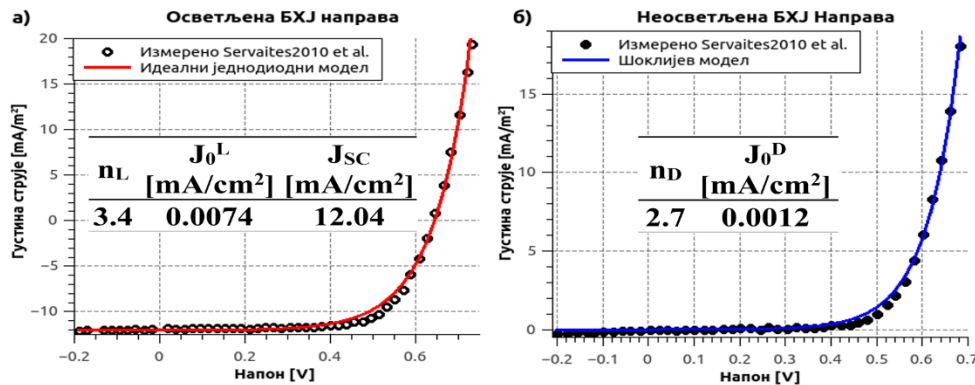 а)
Осветљена БХЈ направа
Измерено Servaites2010 et al.
Идеални једнодиодни модел
Густина струје [mA/m²]
20
15
10
5
0
−5
−10
n_L J₀ᴸ [mA/cm²] J_SC [mA/cm²]
3.4 0.0074 12.04
−0.2 0 0.2 0.4 0.6
Напон [V]
б)
Неосветљена БХЈ Направа
Измерено Servaites2010 et al.
Шоклијев модел
Густина струје [mA/m²]
15
10
5
0
n_D J₀ᴰ [mA/cm²]
2.7 0.0012
−0.2 −0.1 0 0.1 0.2 0.3 0.4 0.5 0.6 0.7
Напон [V]